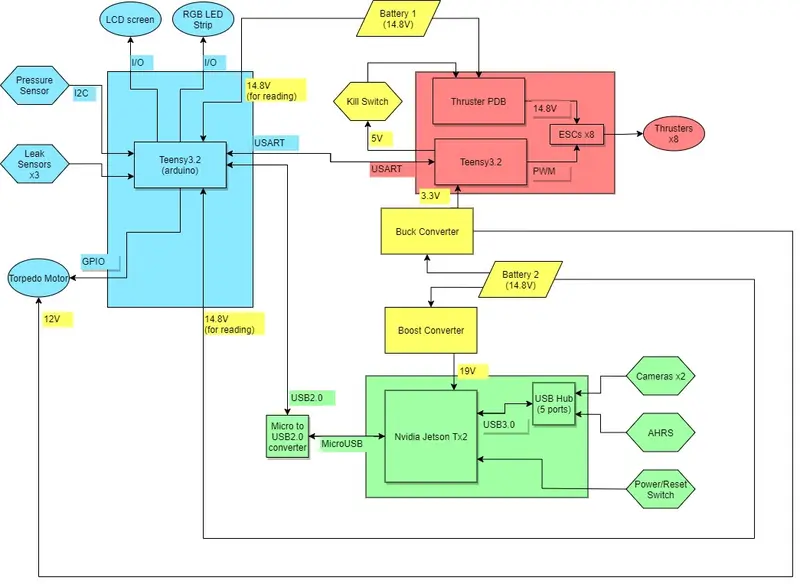 LCD screen
RGB LED
Strip
Battery 1
(14.8V)
I/O
I/O
Pressure
Sensor
I2C
14.8V
(for reading)
Kill Switch
Thruster PDB
14.8V
ESCs x8
Thrusters
x8
5V
Leak
Sensors
x3
Teensy3.2
(arduino)
USART
USART
Teensy3.2
PWM
3.3V
Buck Converter
GPIO
Torpedo Motor
Battery 2
(14.8V)
12V
14.8V
(for reading)
Boost Converter
19V
USB2.0
Micro to
USB2.0
converter
MicroUSB
Nvidia Jetson Tx2
USB3.0
USB Hub
(5 ports)
Cameras x2
AHRS
Power/Reset
Switch